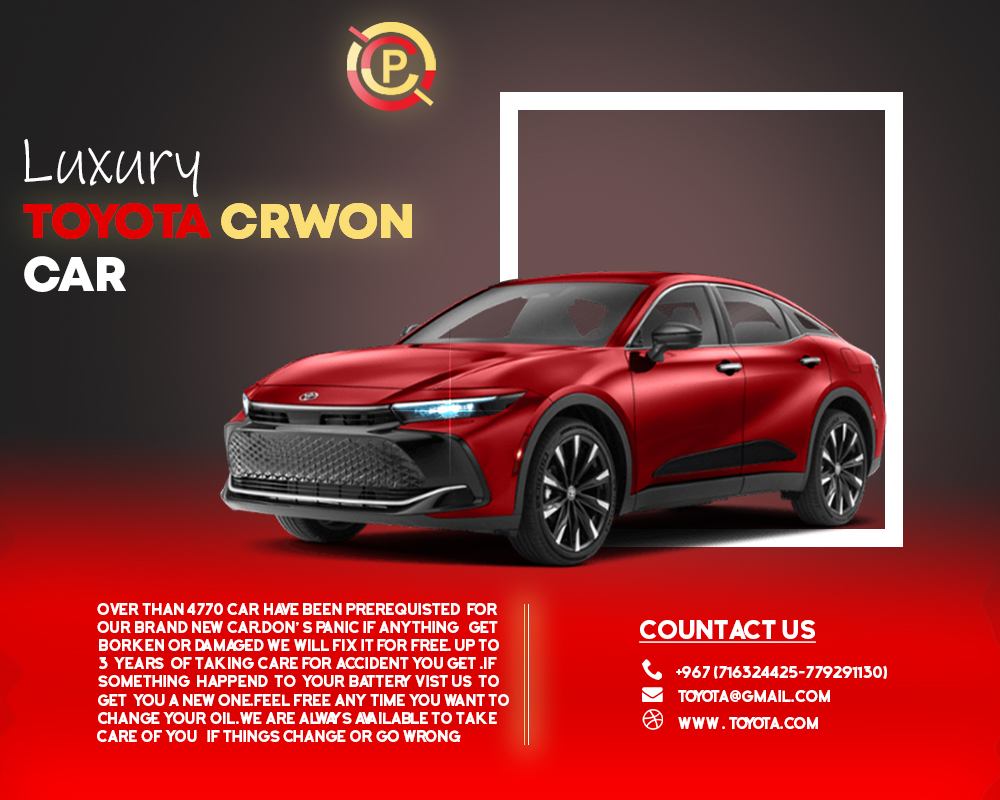 P
Luxury
TOYOTA CRWON
CAR
OVER THAN 4770 CAR HAVE BEEN PREREQUISTED FOR
OUR BRAND NEW CAR.DON'S PANIC IF ANYTHING GET
BORKEN OR DAMAGED WE WILL FIX IT FOR FREE. UP TO
3 YEARS OF TAKING CARE FOR ACCIDENT YOU GET .IF
SOMETHING HAPPEND TO YOUR BATTERY VIST US TO
GET YOU A NEW ONE.FEEL FREE ANY TIME YOU WANT TO
CHANGE YOUR OIL.WE ARE ALWAYS AVAILABLE TO TAKE
CARE OF YOU IF THINGS CHANGE OR GO WRONG
COUNTACT US
+967 (716324425-779291130)
TOYOTA@GMAIL.COM
WWW . TOYOTA.COM